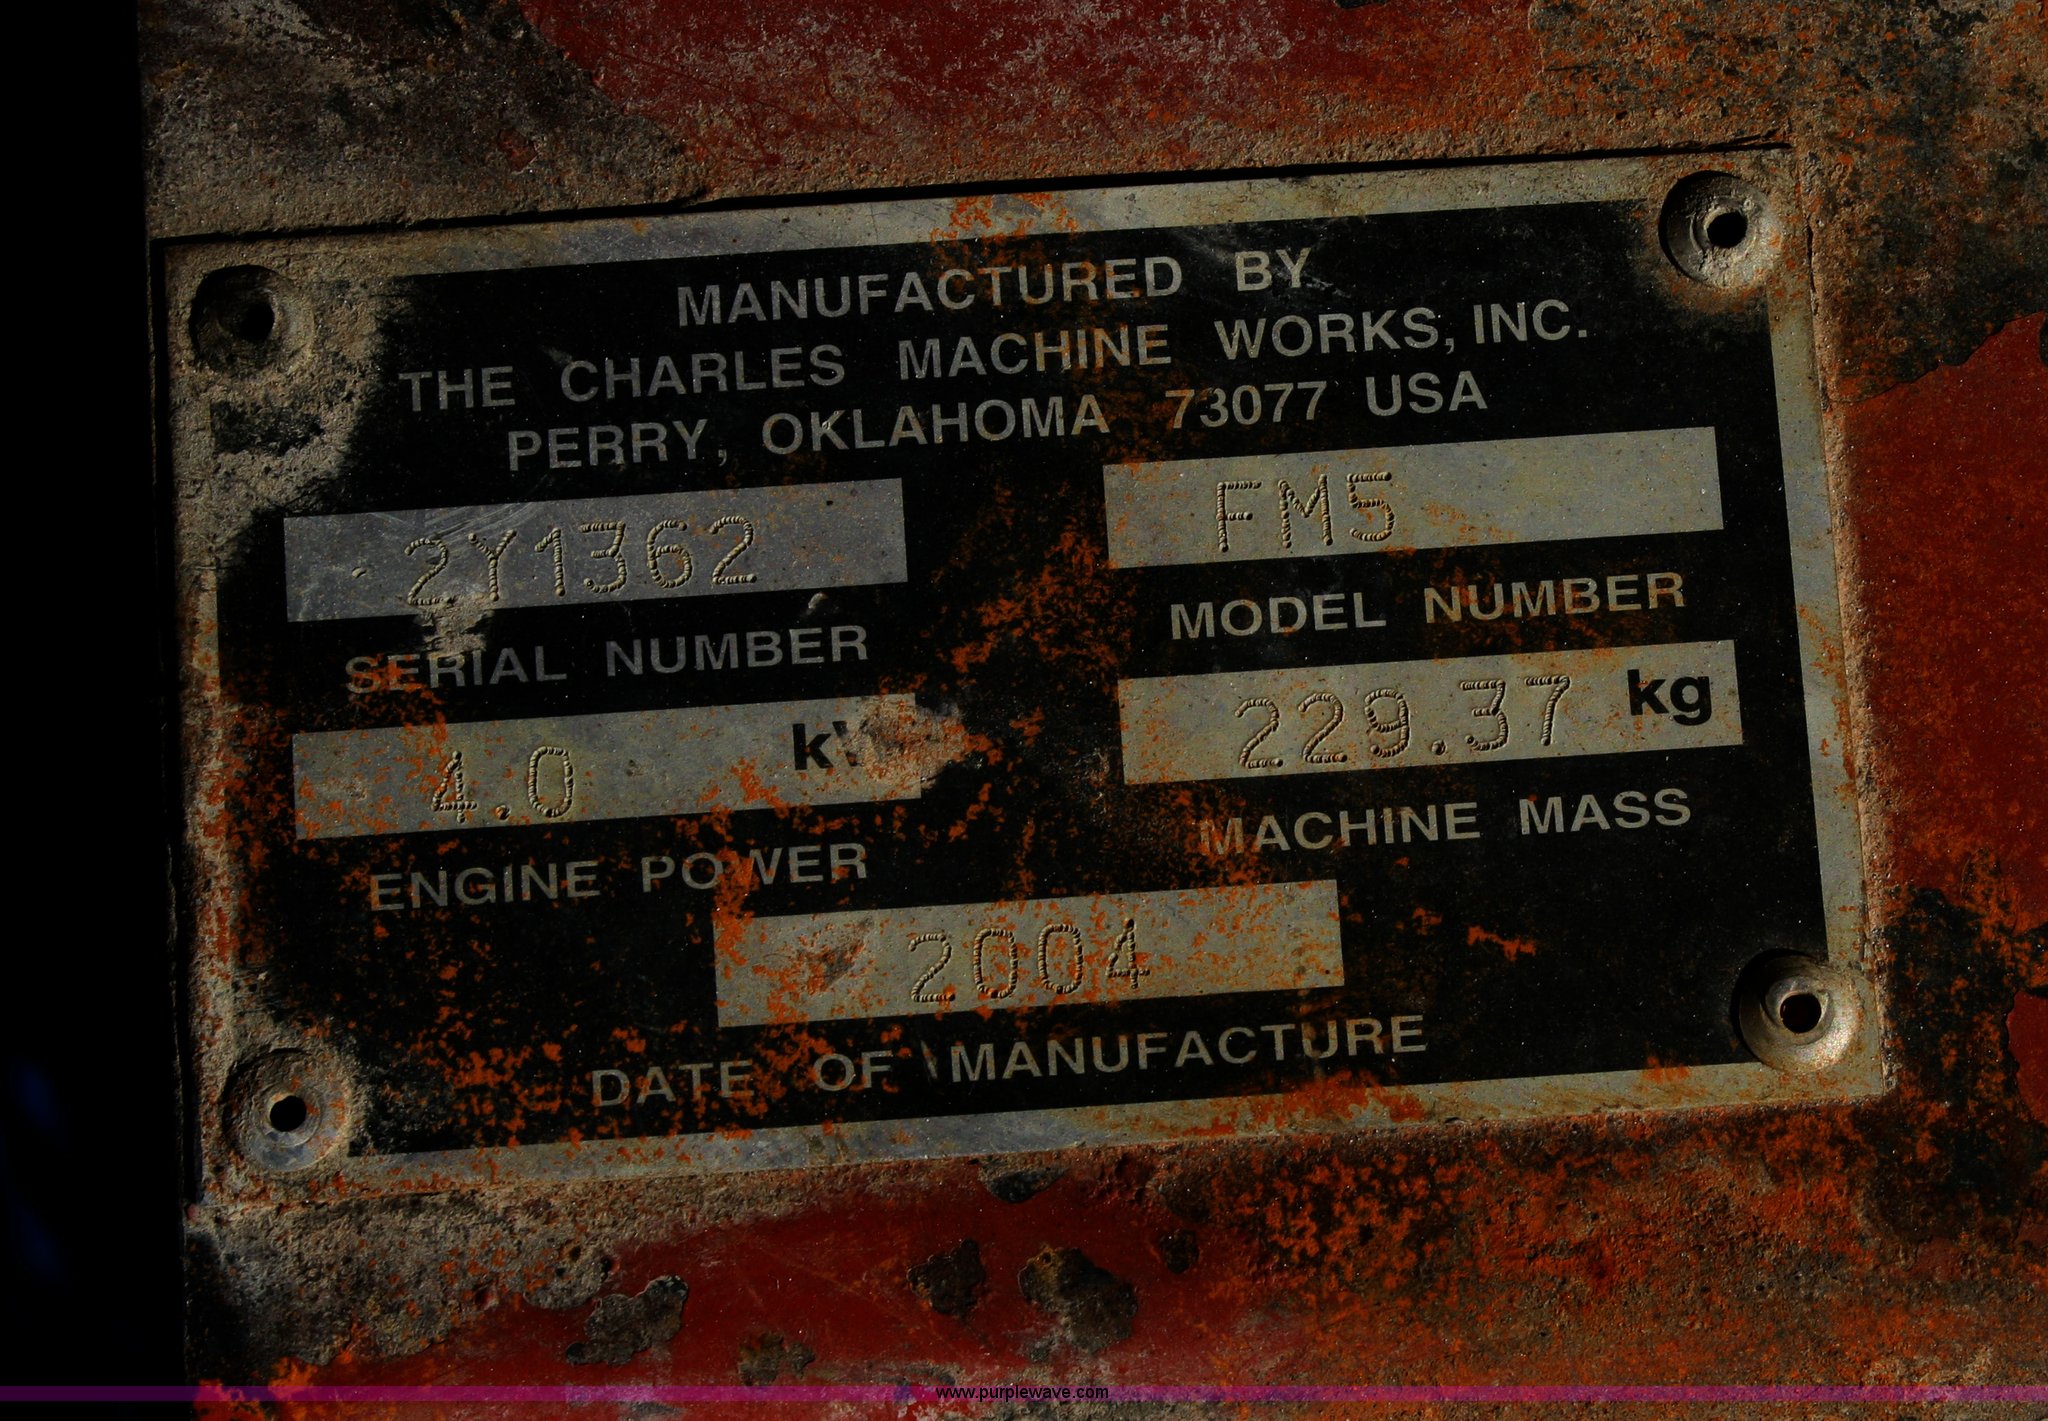 MANUFACTURED BY
THE CHARLES MACHINE WORKS, INC.
PERRY, OKLAHOMA 73077 USA
2Y1362
FM5
SERIAL NUMBER
MODEL NUMBER
4.0
229.37 kg
ENGINE POWER
MACHINE MASS
2004
DATE OF MANUFACTURE
www.purplewave.com